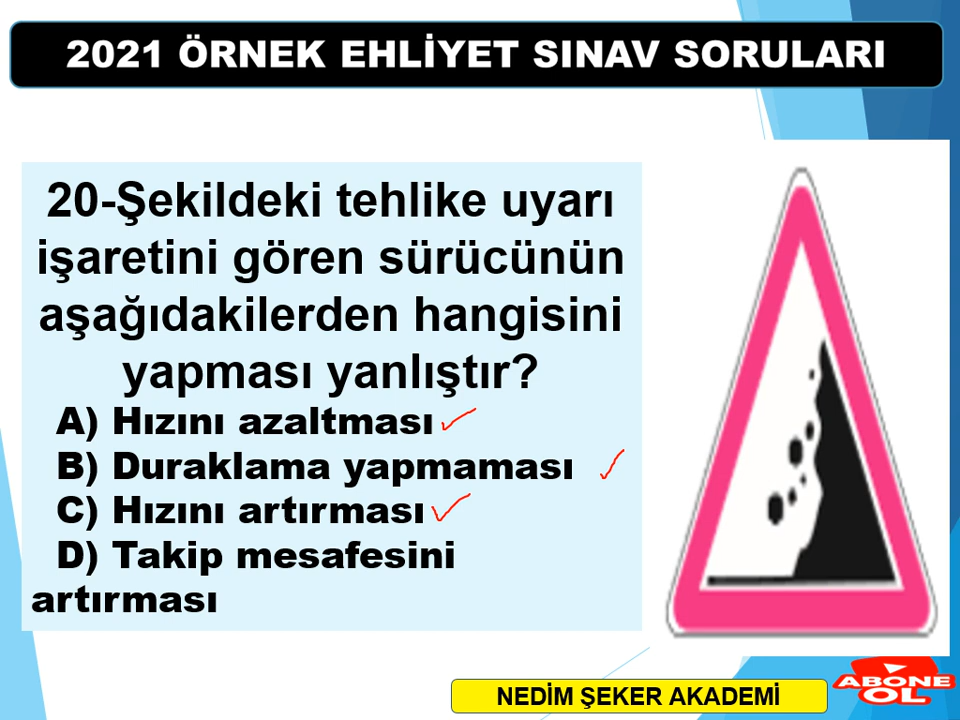 2021 ÖRNEK EHLİYET SINAV SORULARI
20-Şekildeki tehlike uyarı
işaretini gören sürücünün
aşağıdakilerden hangisini
yapması yanlıştır?
A) Hızını azaltması
B) Duraklama yapmaması
C) Hızını artırması
D) Takip mesafesini
artırması
NEDİM ŞEKER AKADEMİ
ABONE
OL